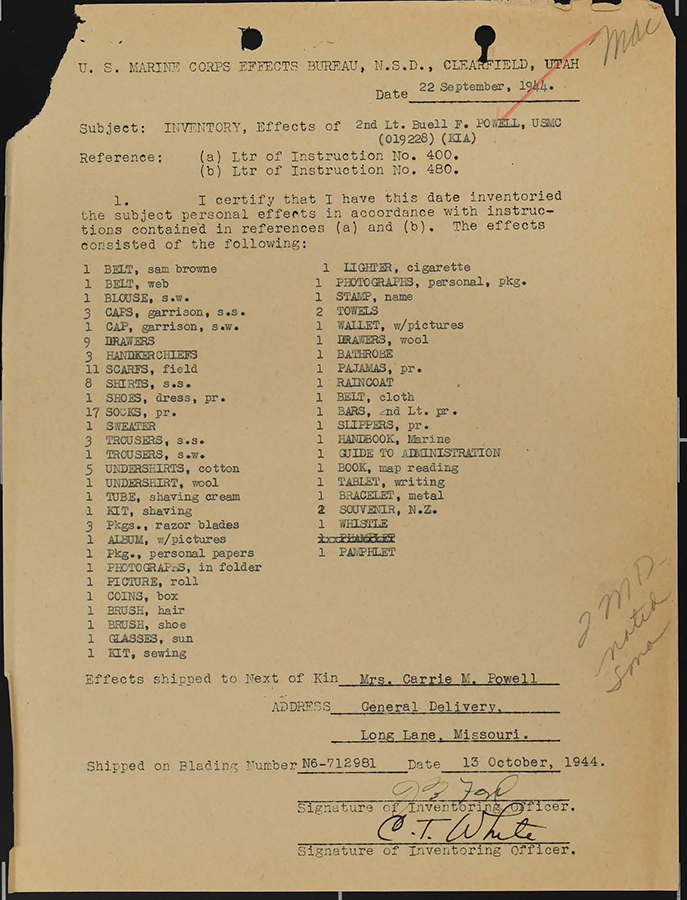 Mac
U. S. MARINE CORPS EFFECTS BUREAU, N.S.D., CLEARFIELD, UTAH
Date 22 September, 1944.
Subject: INVENTORY, Effects of 2nd Lt. Buell F. POWELL, USMC
(019228) (KIA)
Reference: (a) Ltr of Instruction No. 400.
(b) Ltr of Instruction No. 480.
1. I certify that I have this date inventoried
the subject personal effects in accordance with instruc-
tions contained in references (a) and (b). The effects
consisted of the following:
1 BELT, sam browne
1 BELT, web
1 BLOUSE, s.w.
3 CAPS, garrison, s.s.
1 CAP, garrison, s.w.
9 DRAWERS
3 HANDKERCHIEFS
11 SCARFS, field
8 SHIRTS, s.s.
1 SHOES, dress, pr.
17 SOCKS, pr.
1 SWEATER
3 TROUSERS, s.s.
1 TROUSERS, s.w.
5 UNDERSHIRTS, cotton
1 UNDERSHIRT, wool
1 TUBE, shaving cream
1 KIT, shaving
3 Pkgs., razor blades
1 ALBUM, w/pictures
1 Pkg., personal papers
1 PHOTOGRAPHS, in folder
1 PICTURE, roll
1 COINS, box
1 BRUSH, hair
1 BRUSH, shoe
1 GLASSES, sun
1 KIT, sewing
1 LIGHTER, cigarette
1 PHOTOGRAPHS, personal, pkg.
1 STAMP, name
2 TOWELS
1 WALLET, w/pictures
1 DRAWERS, wool
1 BATHROBE
1 PAJAMAS, pr.
1 RAINCOAT
1 BELT, cloth
1 BARS, 2nd Lt. pr.
1 SLIPPERS, pr.
1 HANDBOOK, Marine
1 GUIDE TO ADMINISTRATION
1 BOOK, map reading
1 TABLET, writing
1 BRACELET, metal
2 SOUVENIR, N.Z.
1 WHISTLE
1 PAMPHLET
noted
Effects shipped to Next of Kin Mrs. Carrie M. Powell
ADDRESS General Delivery,
Long Lane, Missouri.
Shipped on Blading Number N6-712981 Date 13 October, 1944.
Signature of Inventoring Officer.
C. T. White
Signature of Inventoring Officer.